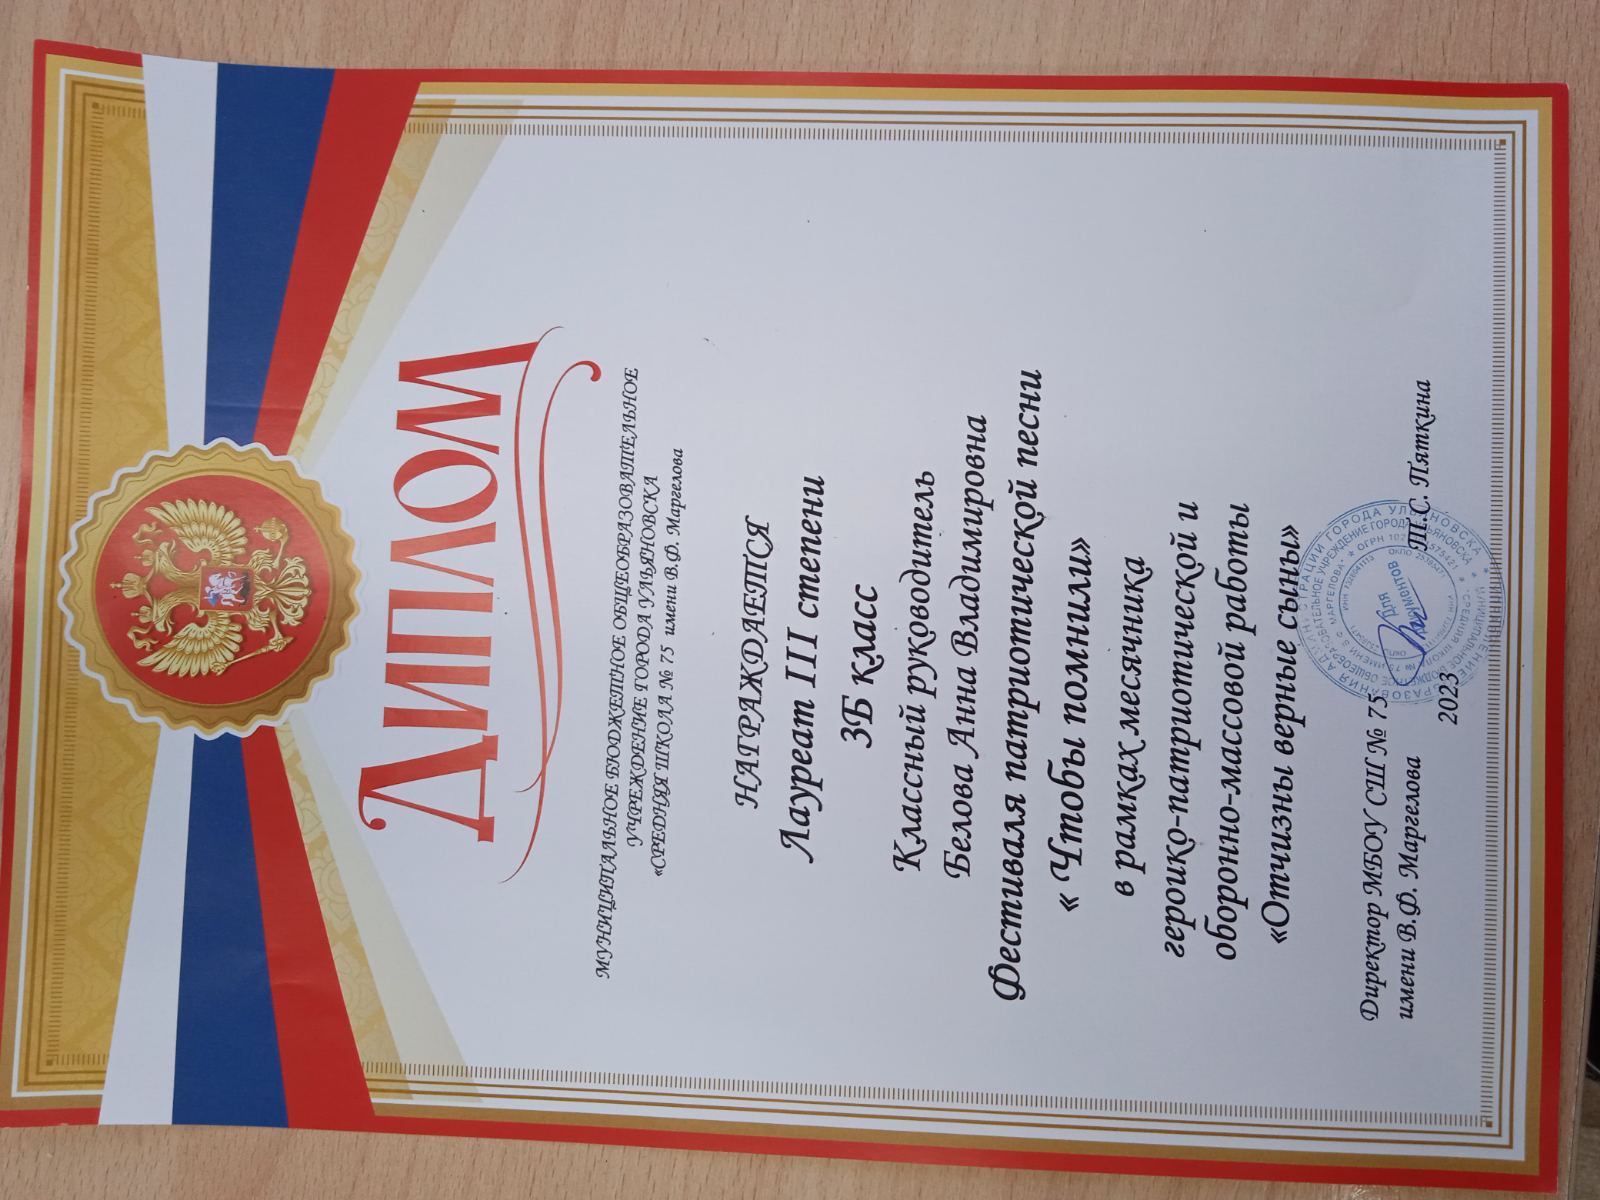 ДИПЛОМ
МУНИЦИПАЛЬНОЕ БЮДЖЕТНОЕ ОБЩЕОБРАЗОВАТЕЛЬНОЕ
УЧРЕЖДЕНИЕ ГОРОДА УЛЬЯНОВСКА
«СРЕДНЯЯ ШКОЛА № 75 имени В.Ф. Маргелова
НАГРАЖДАЕТСЯ
Лауреат III степени
3Б класс
Классный руководитель
Белова Анна Владимировна
Фестиваля патриотической песни
« Чтобы помнили»
в рамках месячника
героико-патриотической и
оборонно-массовой работы
«Отчизны верные сыны»
Директор МБОУ СШ № 75
имени В.Ф. Маргелова Т.С. Пяткина
2023
Для
документов